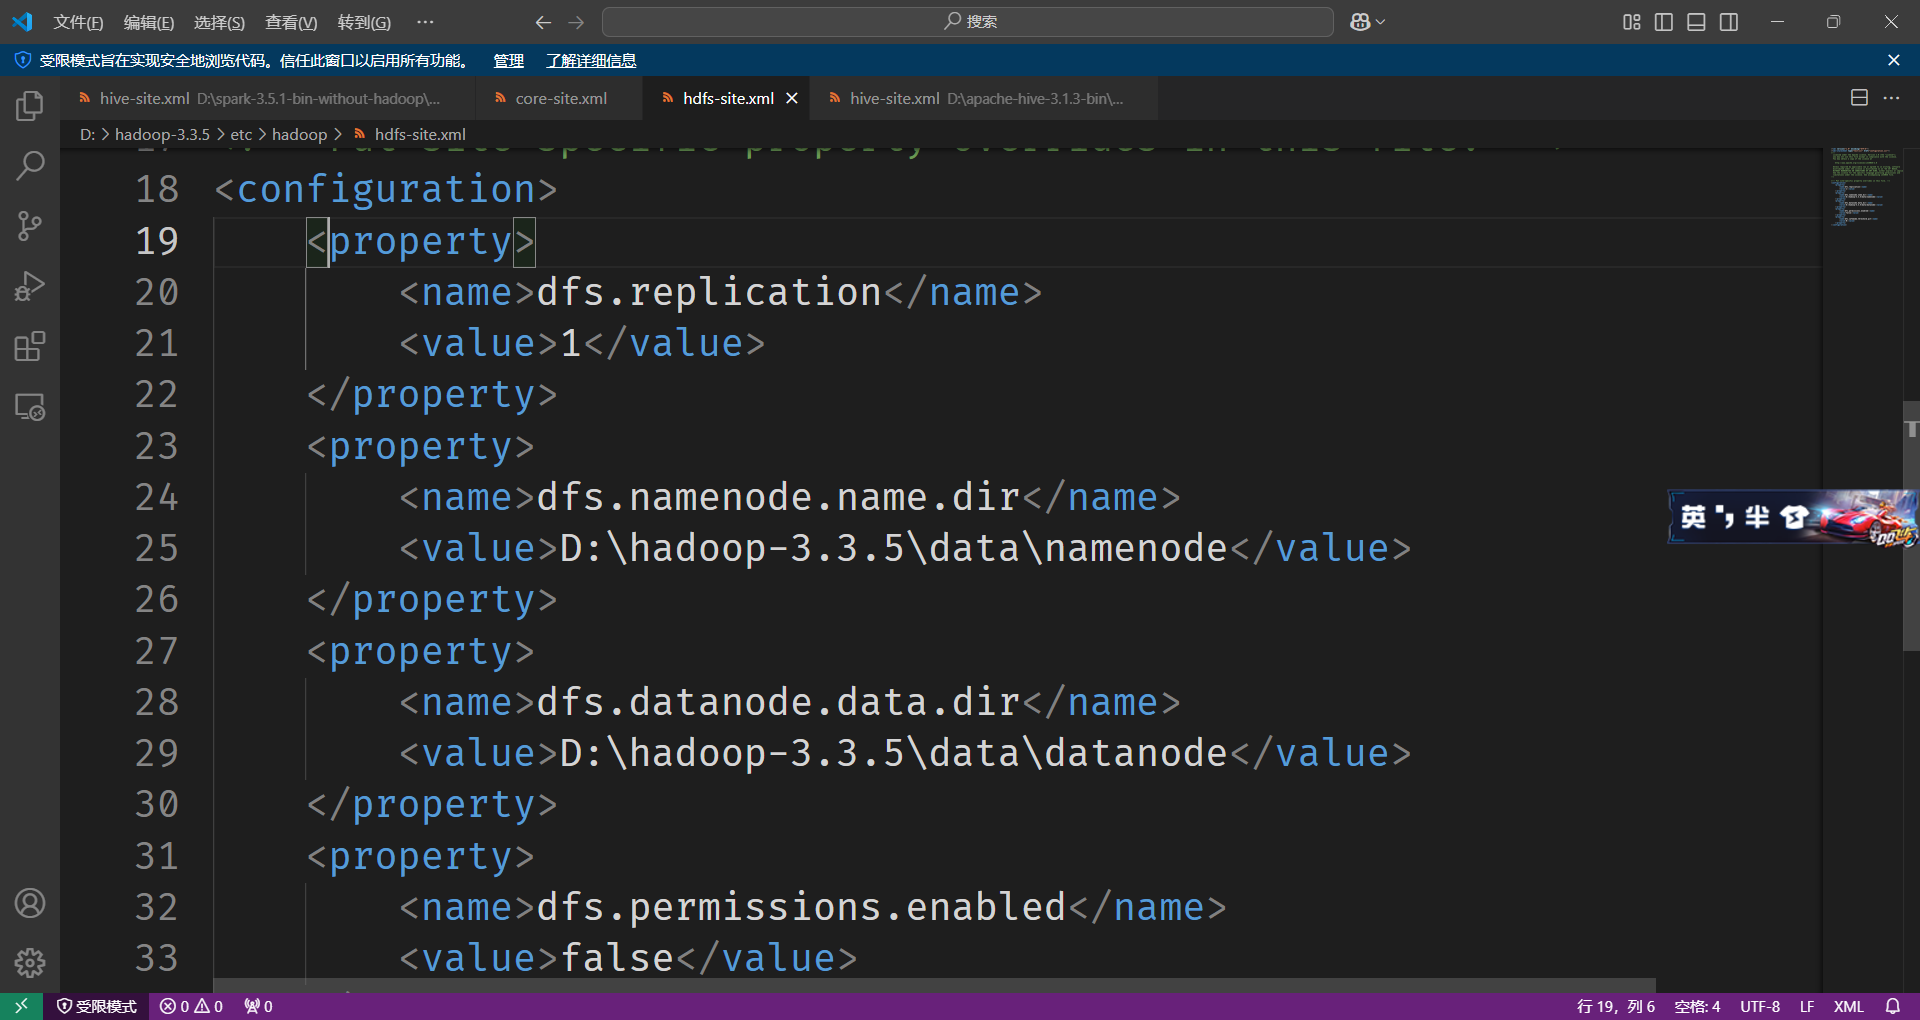 文件(F) 编辑(E) 选择(S) 查看(V) 转到(G) ··· 搜索
受限模式旨在实现安全地浏览代码。信任此窗口以启用所有功能。 管理 了解详细信息
hive-site.xml D:\spark-3.5.1-bin-without-hadoop\... core-site.xml hdfs-site.xml hive-site.xml D:\apache-hive-3.1.3-bin\...
D: > hadoop-3.3.5 > etc > hadoop > hdfs-site.xml
18 <configuration>
19 <property>
20 <name>dfs.replication</name>
21 <value>1</value>
22 </property>
23 <property>
24 <name>dfs.namenode.name.dir</name>
25 <value>D:\hadoop-3.3.5\data\namenode</value>
26 </property>
27 <property>
28 <name>dfs.datanode.data.dir</name>
29 <value>D:\hadoop-3.3.5\data\datanode</value>
30 </property>
31 <property>
32 <name>dfs.permissions.enabled</name>
33 <value>false</value>
英 半
受限模式 0 0 0 行 19, 列 6 空格: 4 UTF-8 LF XML